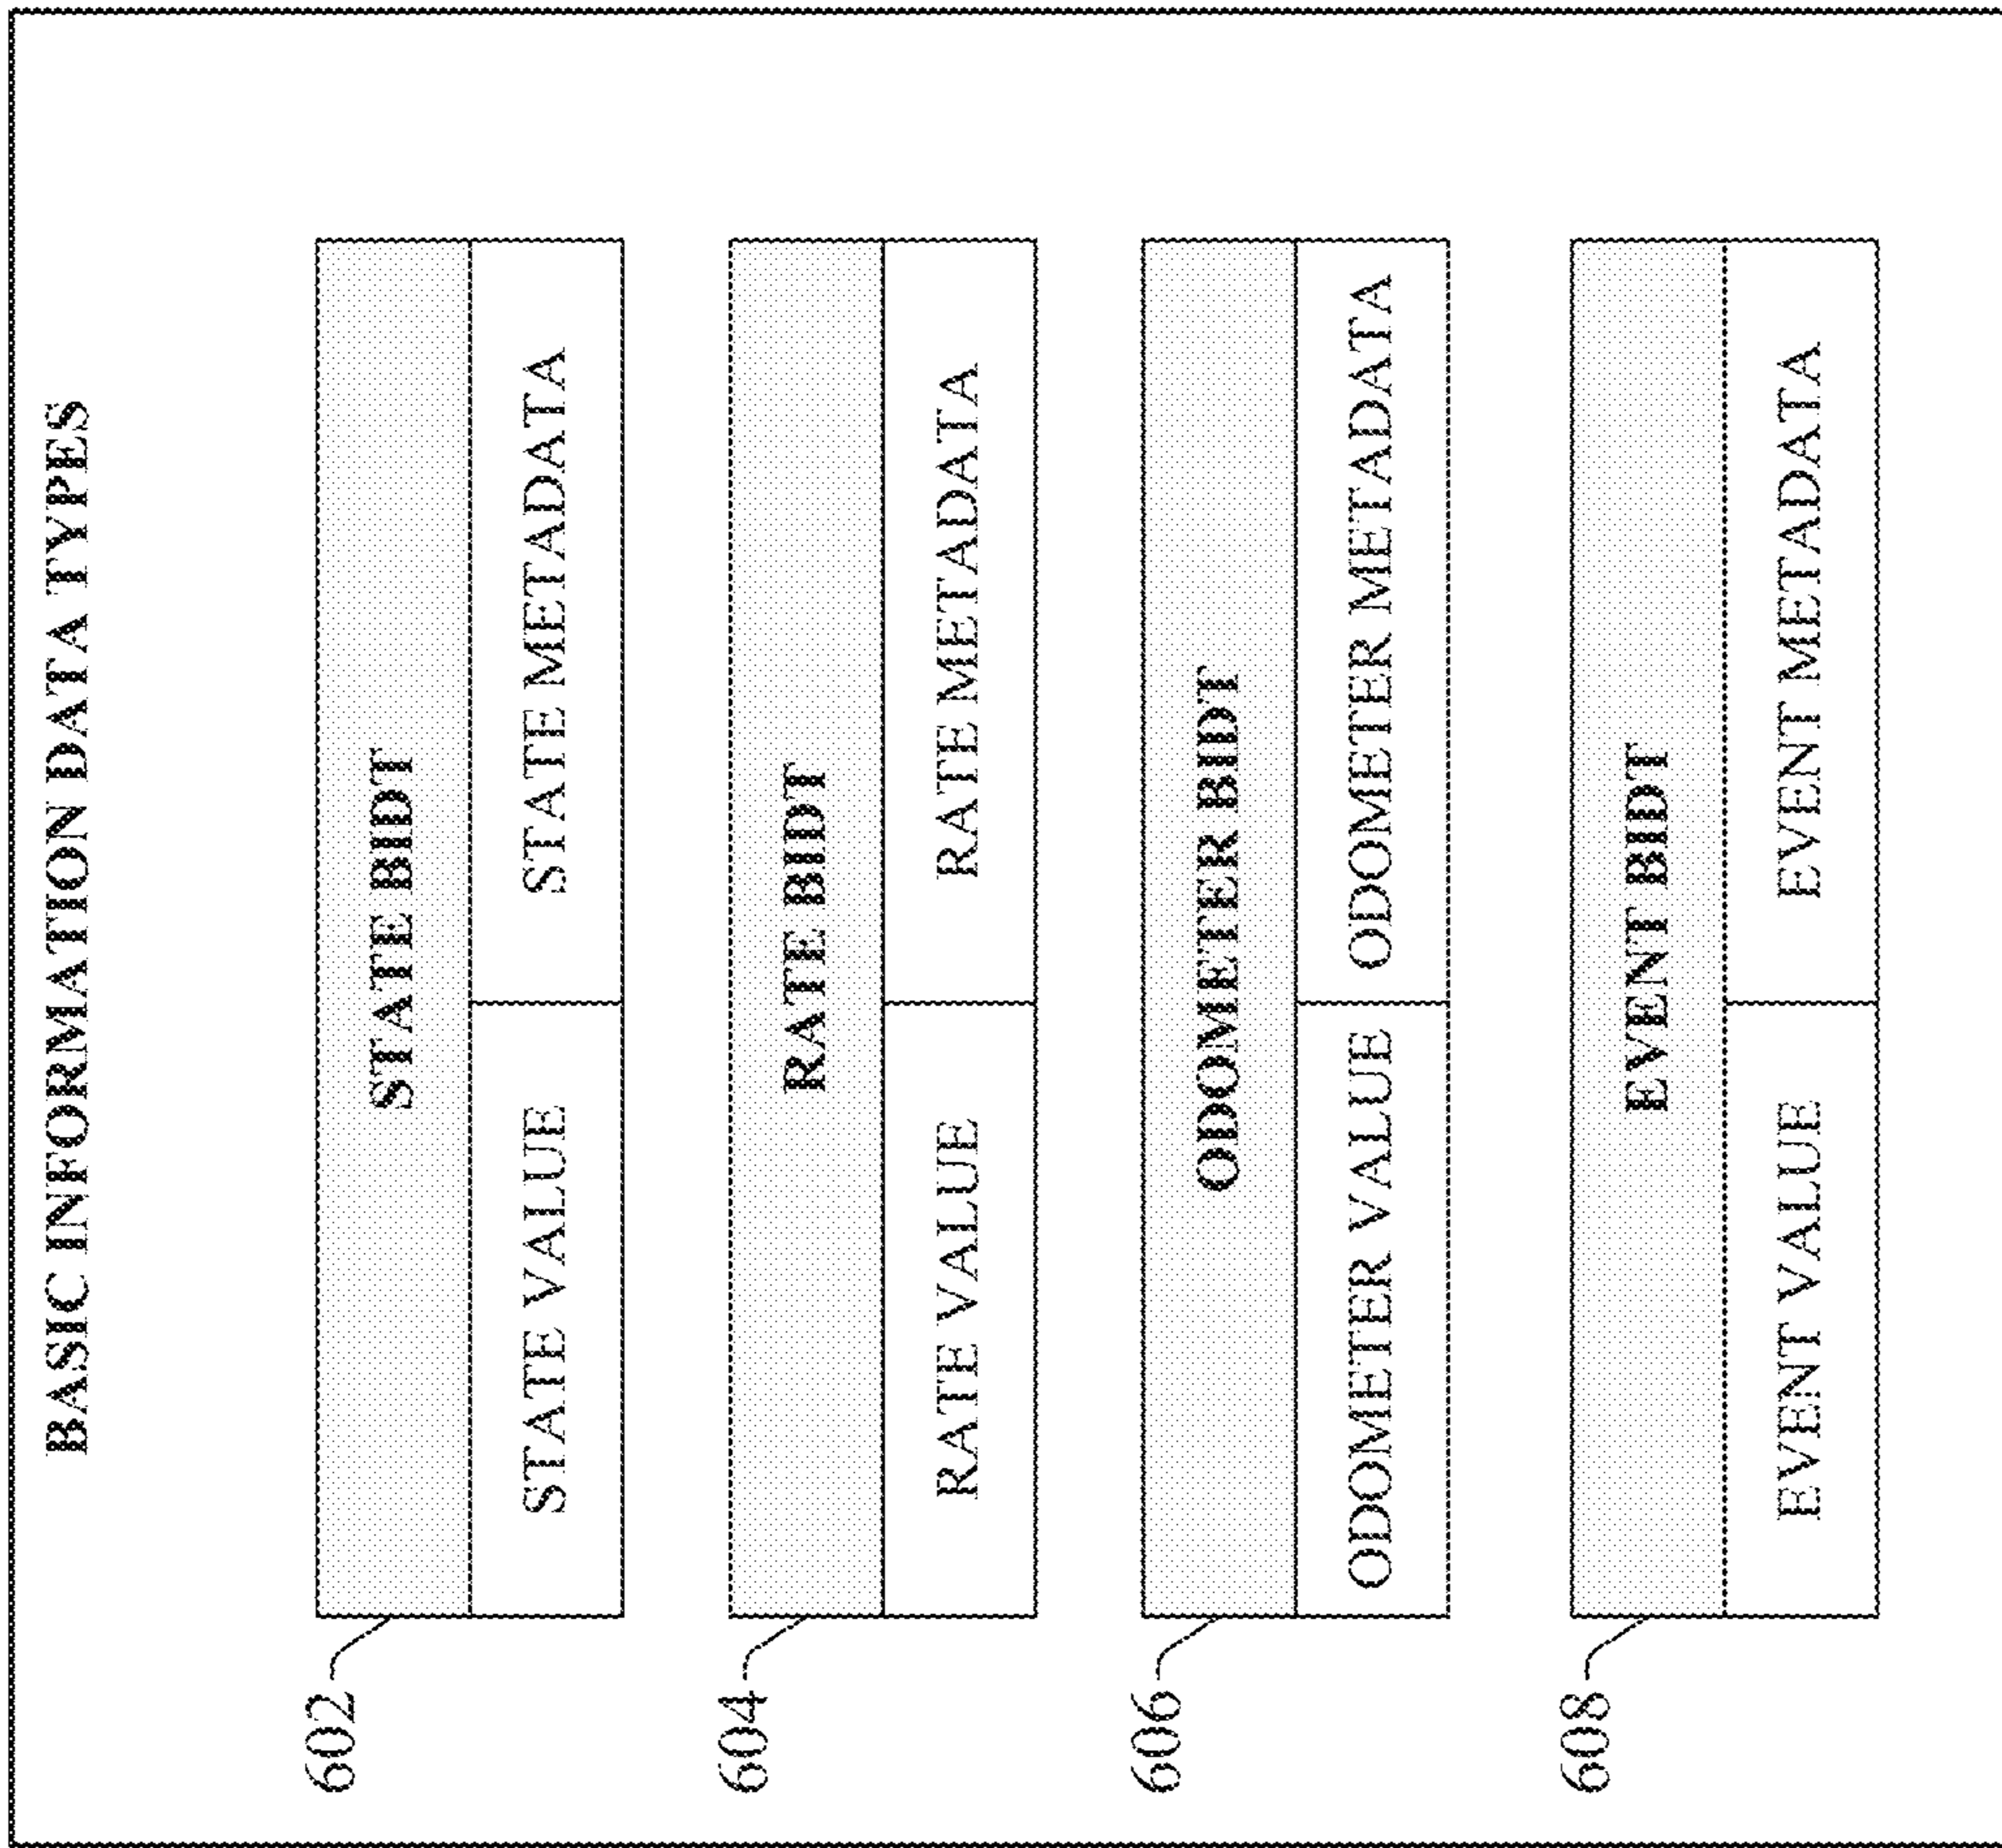 BASIC INFORMATION DATA TYPES
602
STATE BIDT
STATE VALUE
STATE METADATA
604
RATE BIDT
RATE VALUE
RATE METADATA
606
ODOMETER BIDT
ODOMETER VALUE
ODOMETER METADATA
608
EVENT BIDT
EVENT VALUE
EVENT METADATA